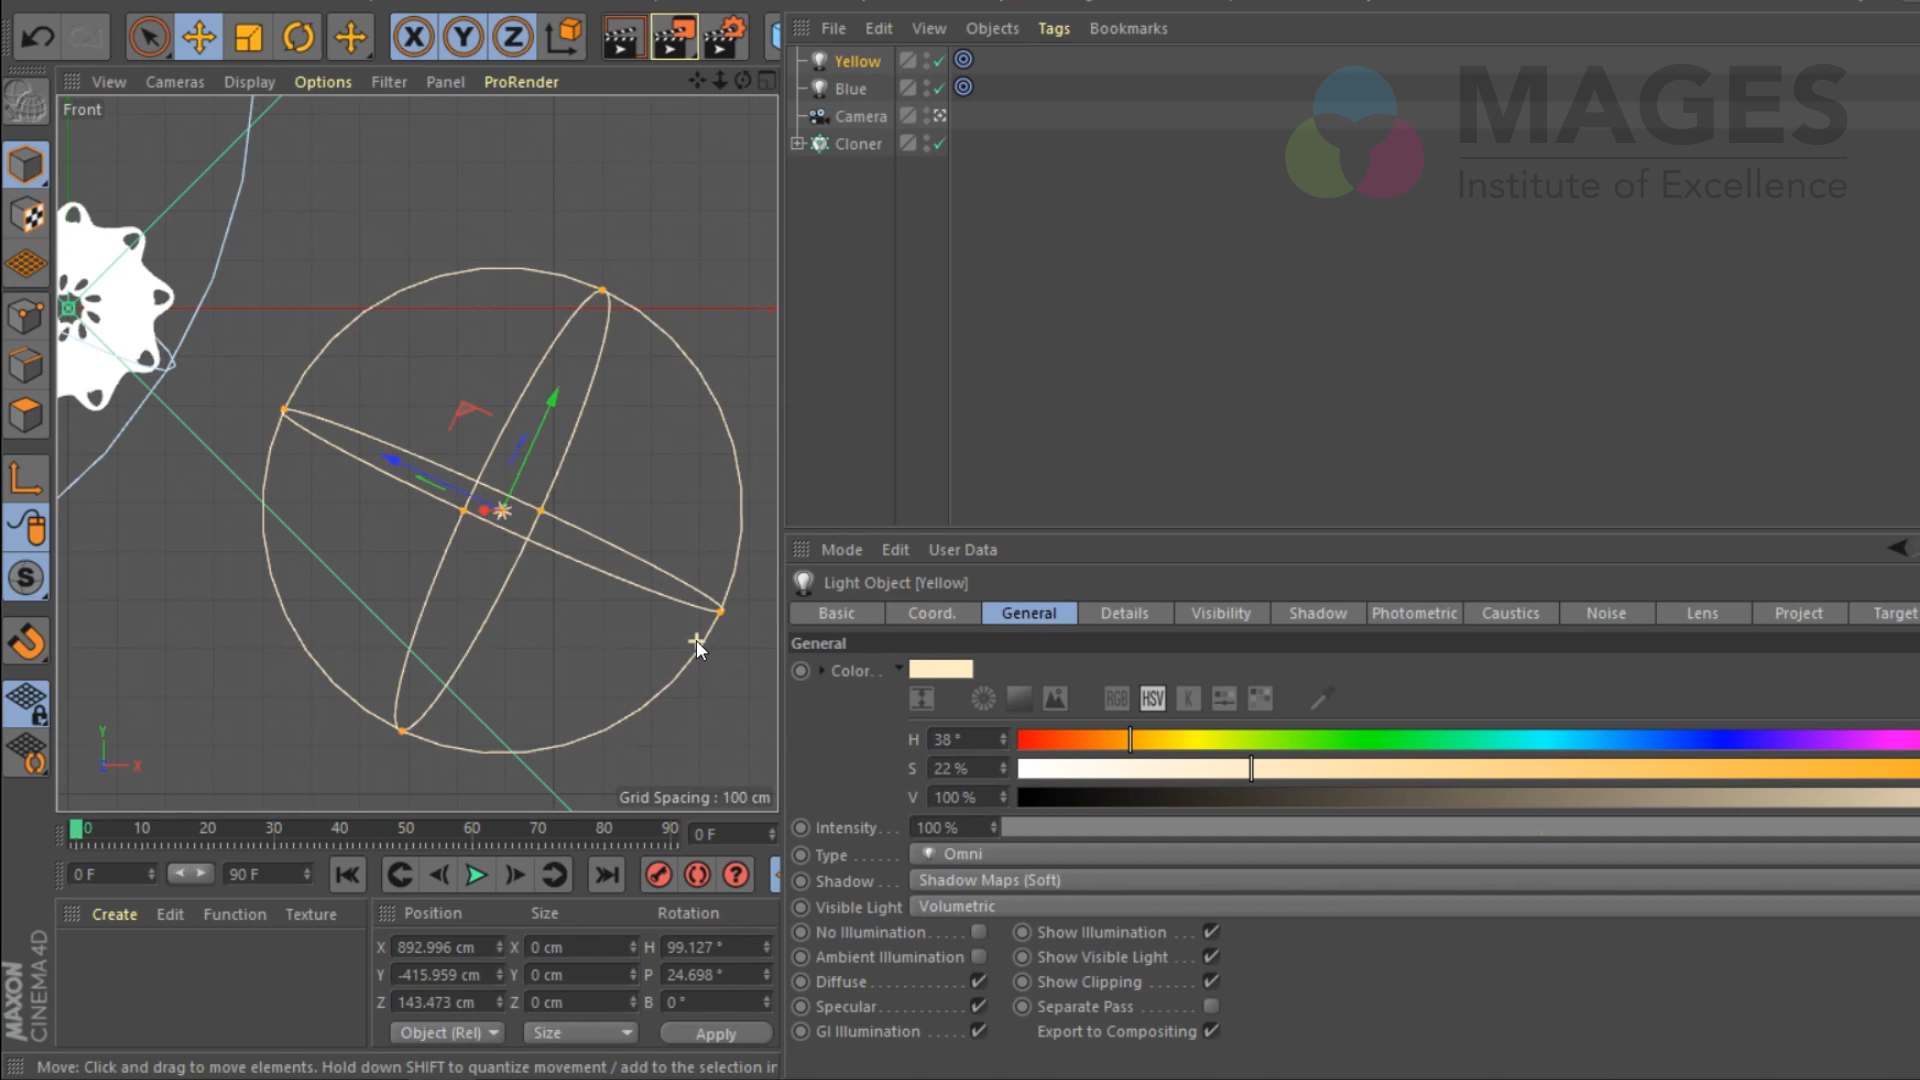 X Y Z
File Edit View Objects Tags Bookmarks
View Cameras Display Options Filter Panel ProRender
Front
Yellow
Blue
Camera
Cloner
MAGES
Institute of Excellence
Mode Edit User Data
Light Object [Yellow]
Basic Coord. General Details Visibility Shadow Photometric Caustics Noise Lens Project Target
General
Color. .
RGB HSV K
H 38 °
S 22 %
V 100 %
Intensity. . . 100 %
Type . . . . . . Omni
Shadow . . . Shadow Maps (Soft)
Visible Light Volumetric
No Illumination. . . . . Show Illumination . . .
Ambient Illumination Show Visible Light . . .
Diffuse . . . . . . . . . . . Show Clipping . . . . . .
Specular. . . . . . . . . . Separate Pass . . . . . . .
GI Illumination . . . . . Export to Compositing
Y
Z X
Grid Spacing : 100 cm
0 10 20 30 40 50 60 70 80 90 0 F
0 F 90 F
Create Edit Function Texture
Position Size Rotation
X 892.996 cm X 0 cm H 99.127 °
Y -415.959 cm Y 0 cm P 24.698 °
Z 143.473 cm Z 0 cm B 0 °
Object (Rel) Size Apply
MAXON
CINEMA 4D
Move: Click and drag to move elements. Hold down SHIFT to quantize movement / add to the selection in